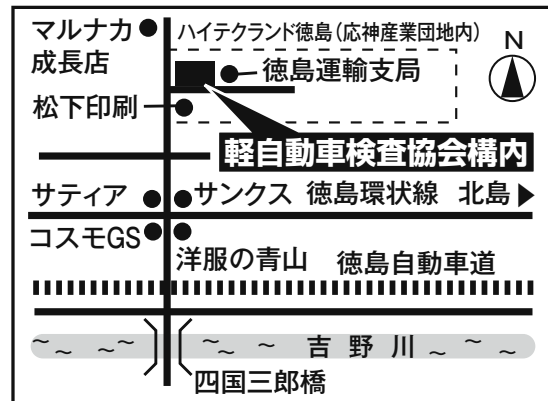 マルナカ
成長店
ハイテクランド徳島(応神産業団地内)
N
徳島運輸支局
松下印刷
軽自動車検査協会構内
サティア
サンクス 徳島環状線 北島▶
コスモGS
洋服の青山 徳島自動車道
吉野川
四国三郎橋